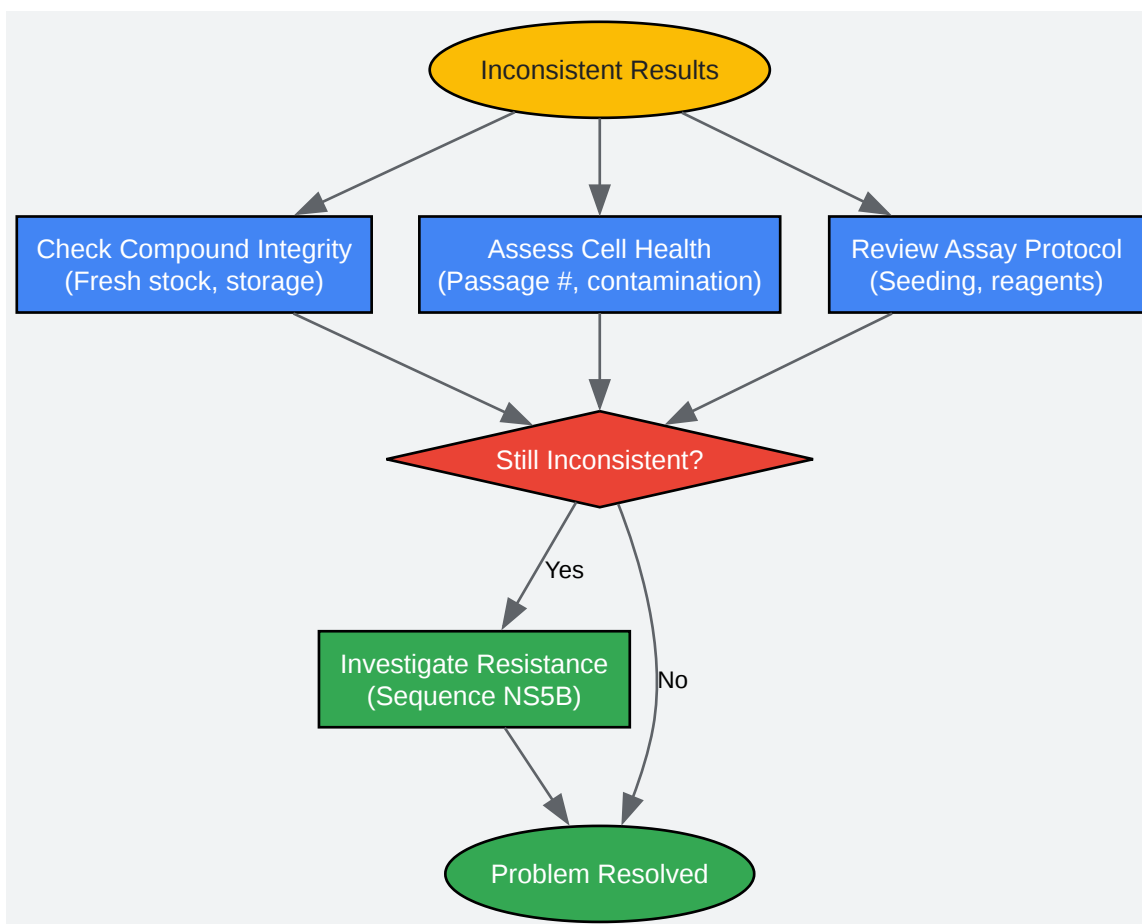 Inconsistent Results
Check Compound Integrity
(Fresh stock, storage)
Assess Cell Health
(Passage #, contamination)
Review Assay Protocol
(Seeding, reagents)
Still Inconsistent?
Yes
Investigate Resistance
(Sequence NS5B)
No
Problem Resolved